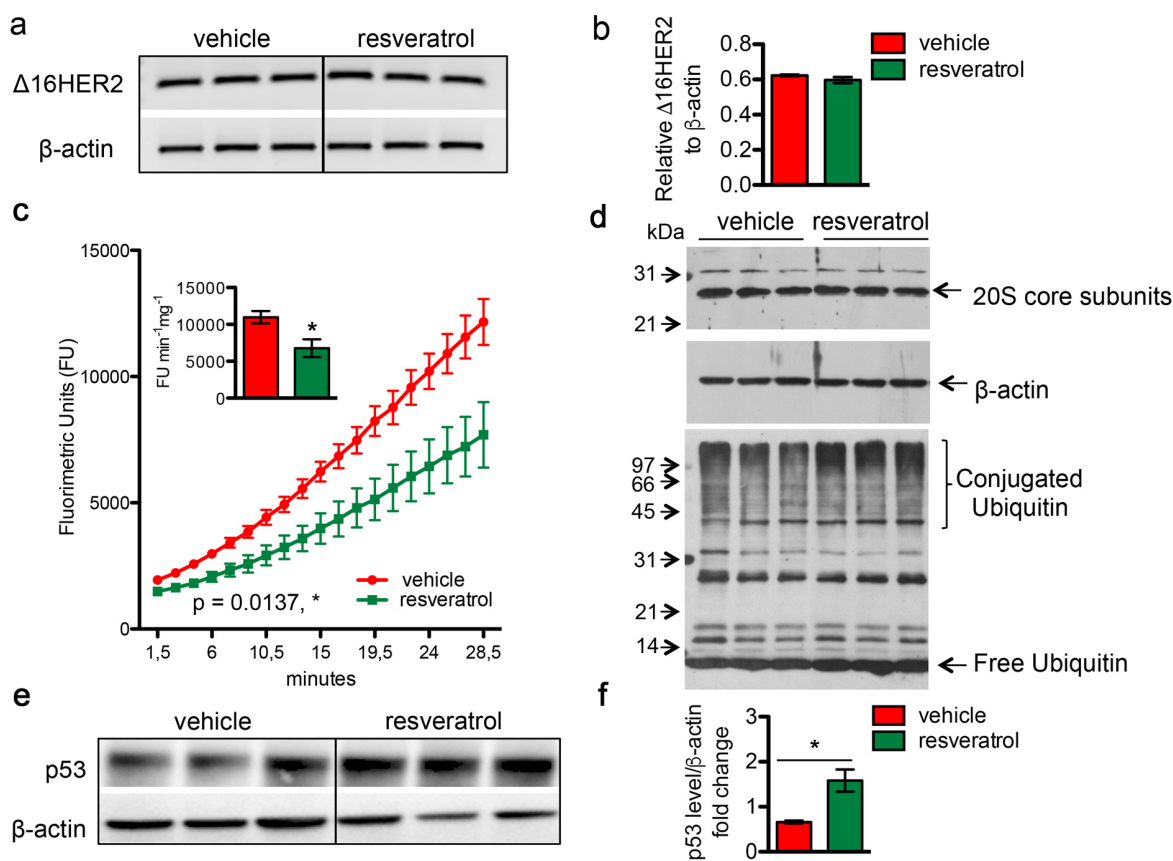 a
vehicle
resveratrol
Δ16HER2
β-actin
b
Relative Δ16HER2
to β-actin
0.8
0.6
0.4
0.2
0.0
vehicle
resveratrol
c
Fluorimetric Units (FU)
15000
10000
5000
0
FU min-1mg-1
15000
10000
5000
0
*
vehicle
resveratrol
p = 0.0137, *
1,5
6
10,5
15
19,5
24
28,5
minutes
d
kDa
vehicle
resveratrol
31
21
20S core subunits
β-actin
97
66
45
31
21
14
Conjugated
Ubiquitin
Free Ubiquitin
e
vehicle
resveratrol
p53
β-actin
f
p53 level/β-actin
fold change
3
2
1
0
*
vehicle
resveratrol